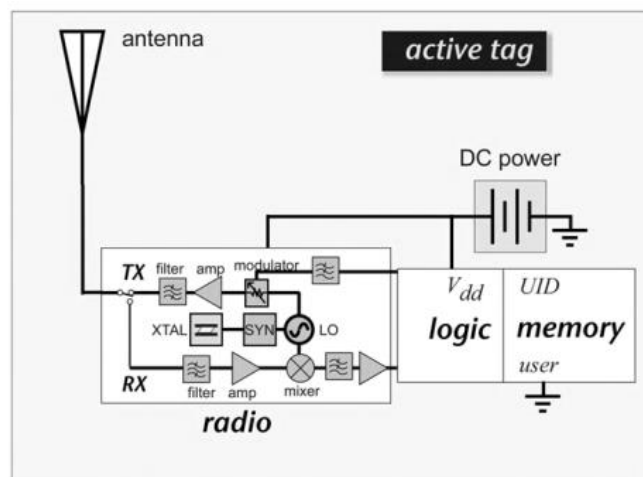 antenna
active tag
DC power
TX
filter
amp
modulator
XTAL
SYN
LO
RX
filter
amp
mixer
radio
Vdd
UID
logic
memory
user